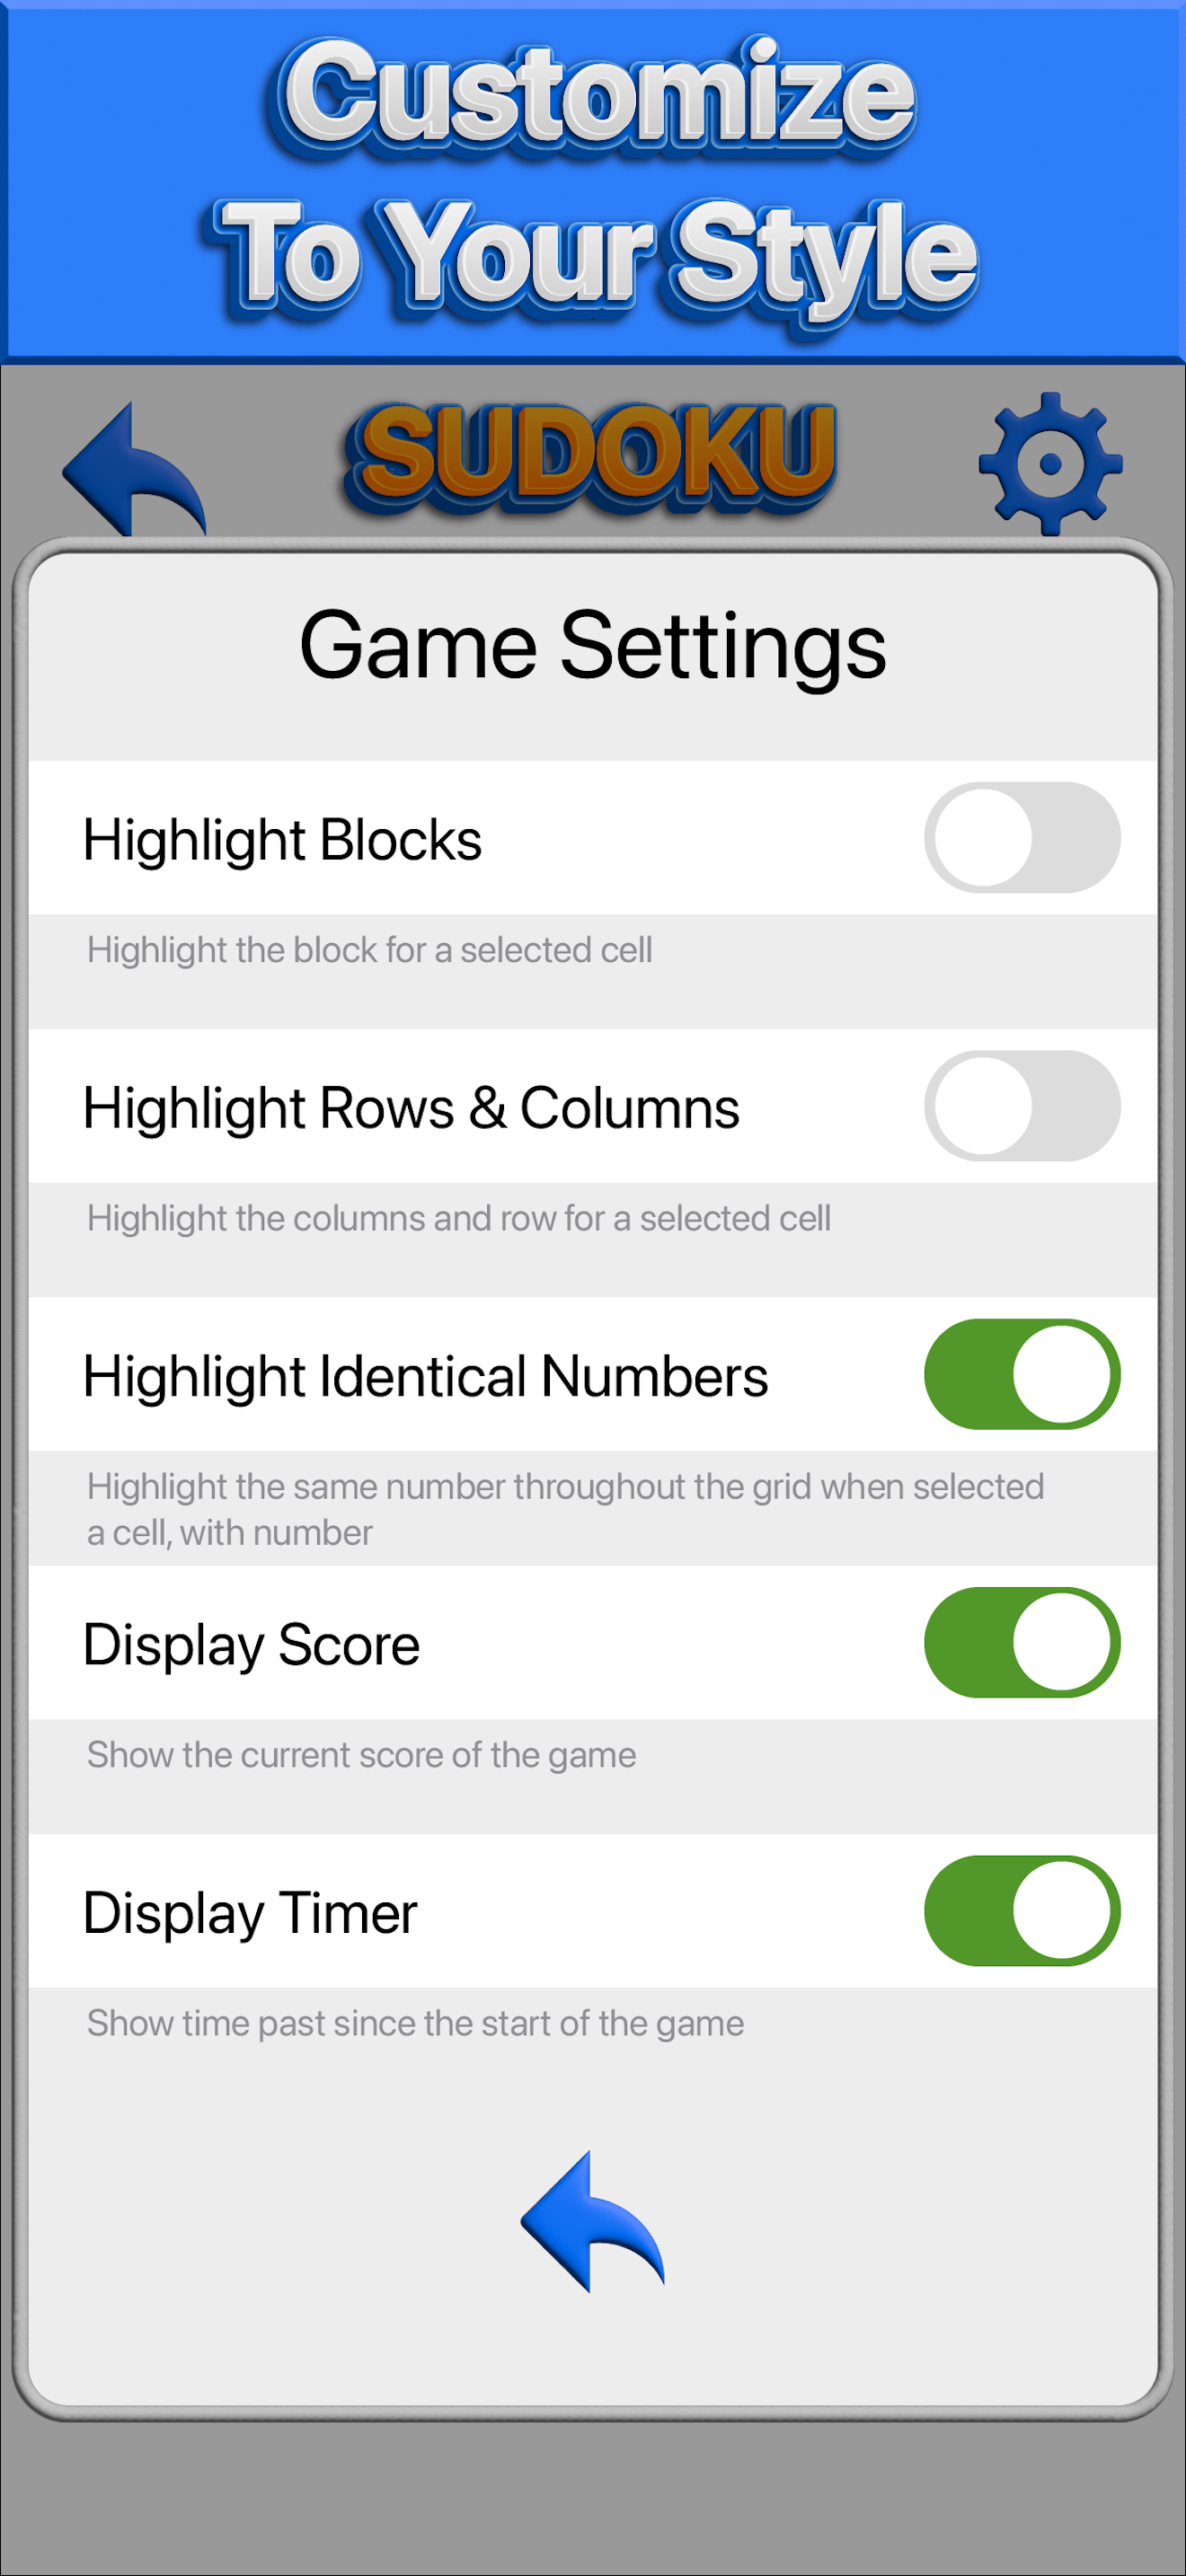 Customize
To Your Style
SUDOKU
Game Settings
Highlight Blocks
Highlight the block for a selected cell
Highlight Rows & Columns
Highlight the columns and row for a selected cell
Highlight Identical Numbers
Highlight the same number throughout the grid when selected
a cell, with number
Display Score
Show the current score of the game
Display Timer
Show time past since the start of the game